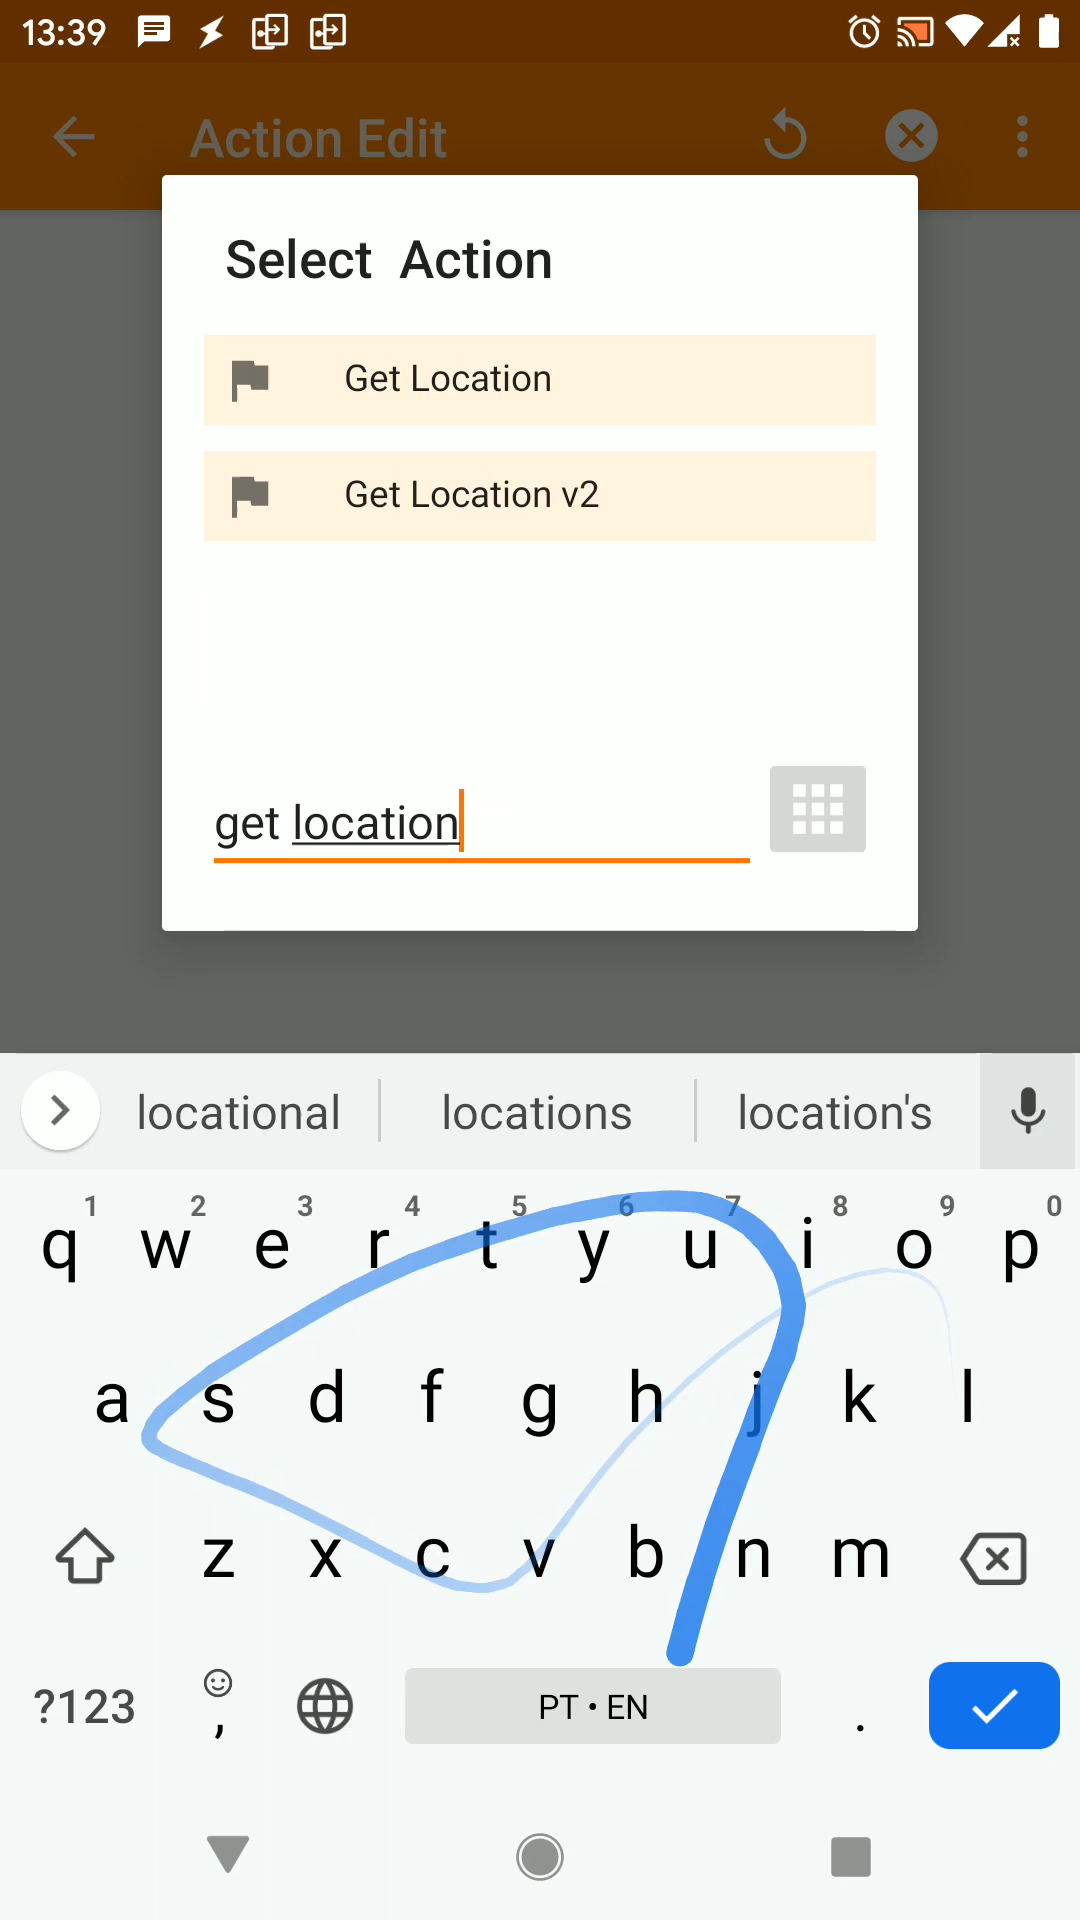 13:39
Action Edit
Select Action
Get Location
Get Location v2
get location
locational locations location's
1 2 3 4 5 6 7 8 9 0
q w e r t y u i o p
a s d f g h j k l
z x c v b n m
?123 , PT • EN .